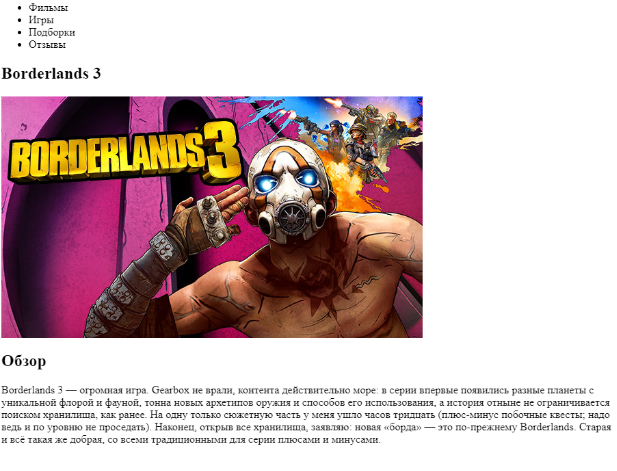 Фильмы
Игры
Подборки
Отзывы
Borderlands 3
BORDERLANDS 3
Обзор
Borderlands 3 — огромная игра. Gearbox не врали, контента действительно море: в серии впервые появились разные планеты с
уникальной флорой и фауной, тонна новых архетипов оружия и способов его использования, а история отныне не ограничивается
поиском хранилища, как ранее. На одну только сюжетную часть у меня ушло часов тридцать (плюс-минус побочные квесты; надо
ведь и по уровню не проседать). Наконец, открыв все хранилища, заявляю: новая «борда» — это по-прежнему Borderlands. Старая
и всё такая же добрая, со всеми традиционными для серии плюсами и минусами.